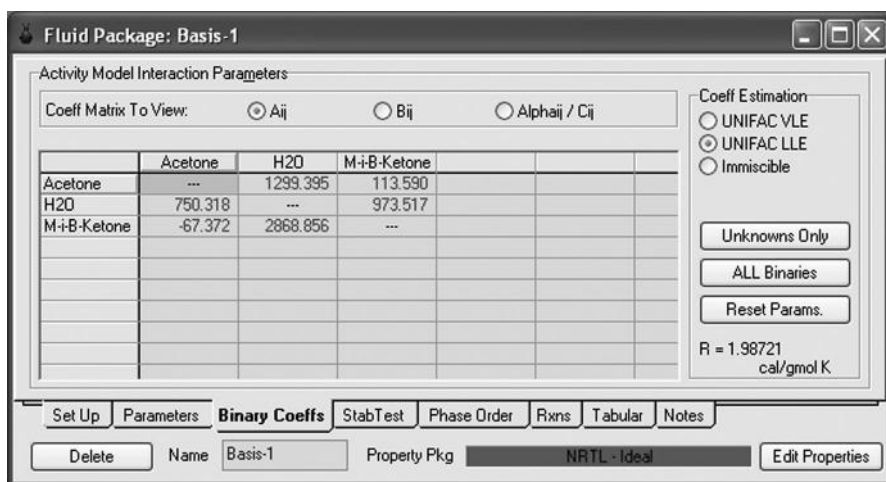 Fluid Package: Basis-1
Activity Model Interaction Parameters
Coeff Matrix To View: Aij Bij Alphaij / Cij
Coeff Estimation
UNIFAC VLE
UNIFAC LLE
Immiscible
Acetone H2O M-i-B-Ketone
Acetone --- 1299.395 113.590
H2O 750.318 --- 973.517
M-i-B-Ketone -67.372 2868.856 ---
Unknowns Only
ALL Binaries
Reset Params.
R = 1.98721
cal/gmol K
Set Up Parameters Binary Coeffs StabTest Phase Order Rxns Tabular Notes
Delete Name Basis-1 Property Pkg NRTL - Ideal Edit Properties